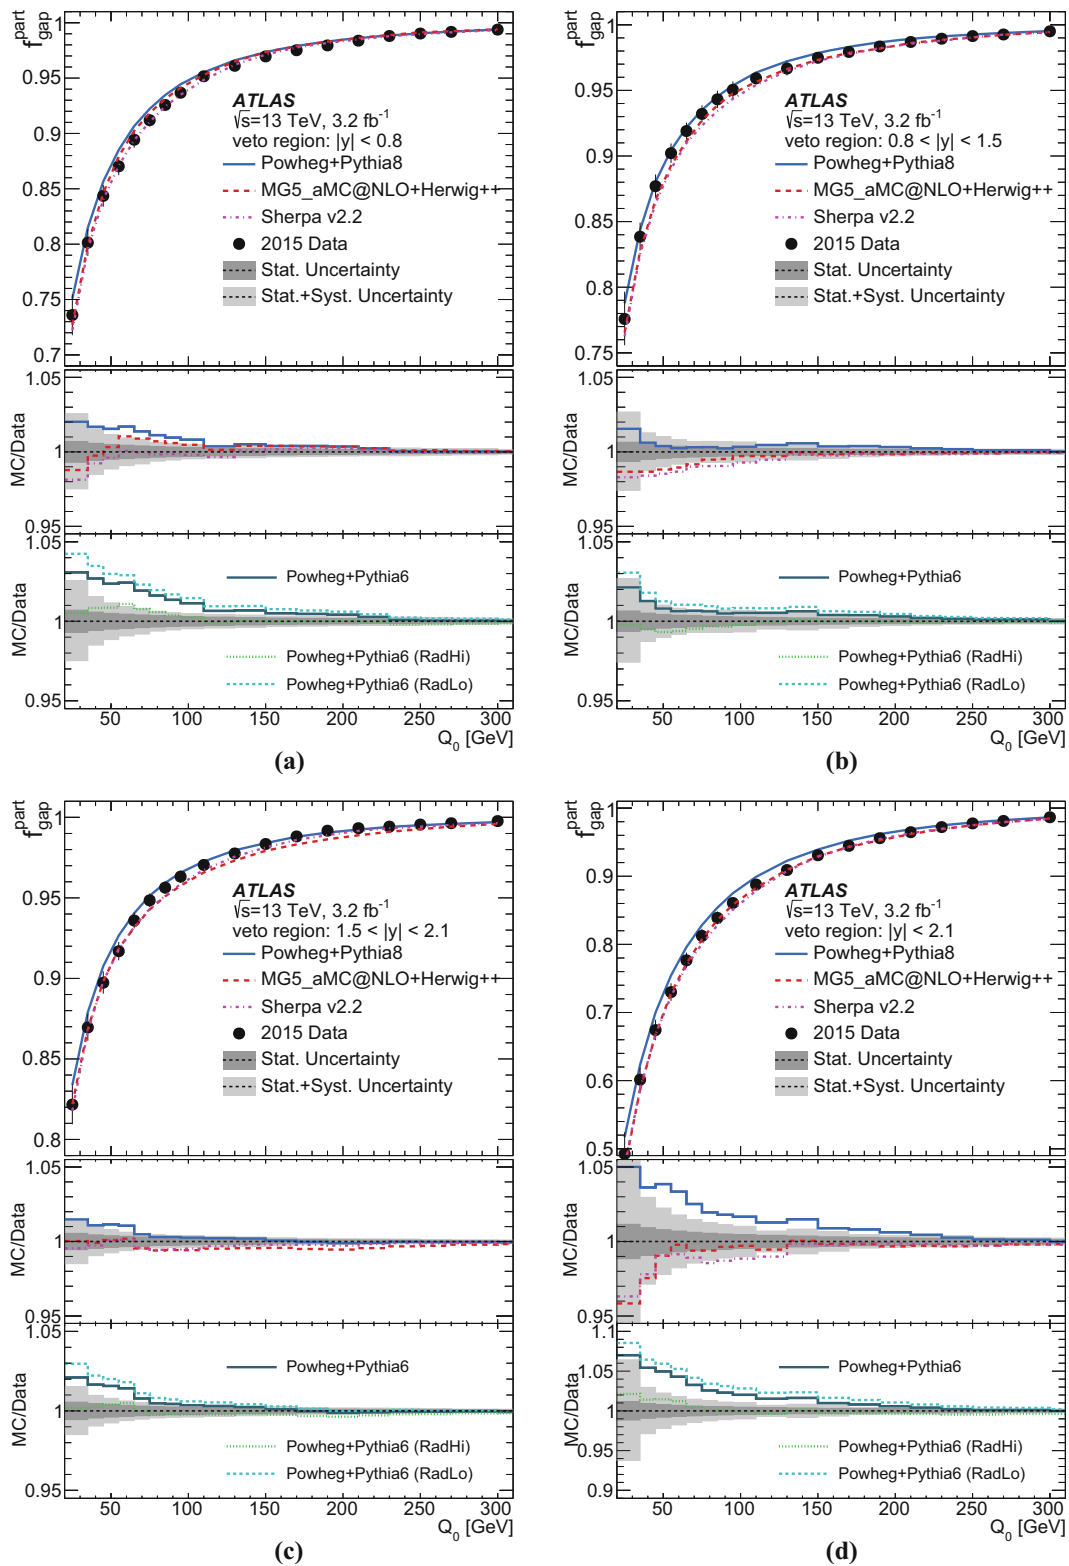 f part gap
1
0.95
0.9
0.85
0.8
0.75
0.7
ATLAS
√s=13 TeV, 3.2 fb-1
veto region: |y| < 0.8
Powheg+Pythia8
MG5_aMC@NLO+Herwig++
Sherpa v2.2
2015 Data
Stat. Uncertainty
Stat.+Syst. Uncertainty
MC/Data
1.05
1
0.95
MC/Data
1.05
1
0.95
Powheg+Pythia6
Powheg+Pythia6 (RadHi)
Powheg+Pythia6 (RadLo)
50 100 150 200 250 300
Q0 [GeV]
(a)
f part gap
1
0.95
0.9
0.85
0.8
0.75
ATLAS
√s=13 TeV, 3.2 fb-1
veto region: 0.8 < |y| < 1.5
Powheg+Pythia8
MG5_aMC@NLO+Herwig++
Sherpa v2.2
2015 Data
Stat. Uncertainty
Stat.+Syst. Uncertainty
MC/Data
1.05
1
0.95
MC/Data
1.05
1
0.95
Powheg+Pythia6
Powheg+Pythia6 (RadHi)
Powheg+Pythia6 (RadLo)
50 100 150 200 250 300
Q0 [GeV]
(b)
f part gap
1
0.95
0.9
0.85
0.8
ATLAS
√s=13 TeV, 3.2 fb-1
veto region: 1.5 < |y| < 2.1
Powheg+Pythia8
MG5_aMC@NLO+Herwig++
Sherpa v2.2
2015 Data
Stat. Uncertainty
Stat.+Syst. Uncertainty
MC/Data
1.05
1
0.95
MC/Data
1.05
1
0.95
Powheg+Pythia6
Powheg+Pythia6 (RadHi)
Powheg+Pythia6 (RadLo)
50 100 150 200 250 300
Q0 [GeV]
(c)
f part gap
1
0.9
0.8
0.7
0.6
0.5
ATLAS
√s=13 TeV, 3.2 fb-1
veto region: |y| < 2.1
Powheg+Pythia8
MG5_aMC@NLO+Herwig++
Sherpa v2.2
2015 Data
Stat. Uncertainty
Stat.+Syst. Uncertainty
MC/Data
1.05
1
0.95
MC/Data
1.1
1.05
1
0.95
0.9
Powheg+Pythia6
Powheg+Pythia6 (RadHi)
Powheg+Pythia6 (RadLo)
50 100 150 200 250 300
Q0 [GeV]
(d)